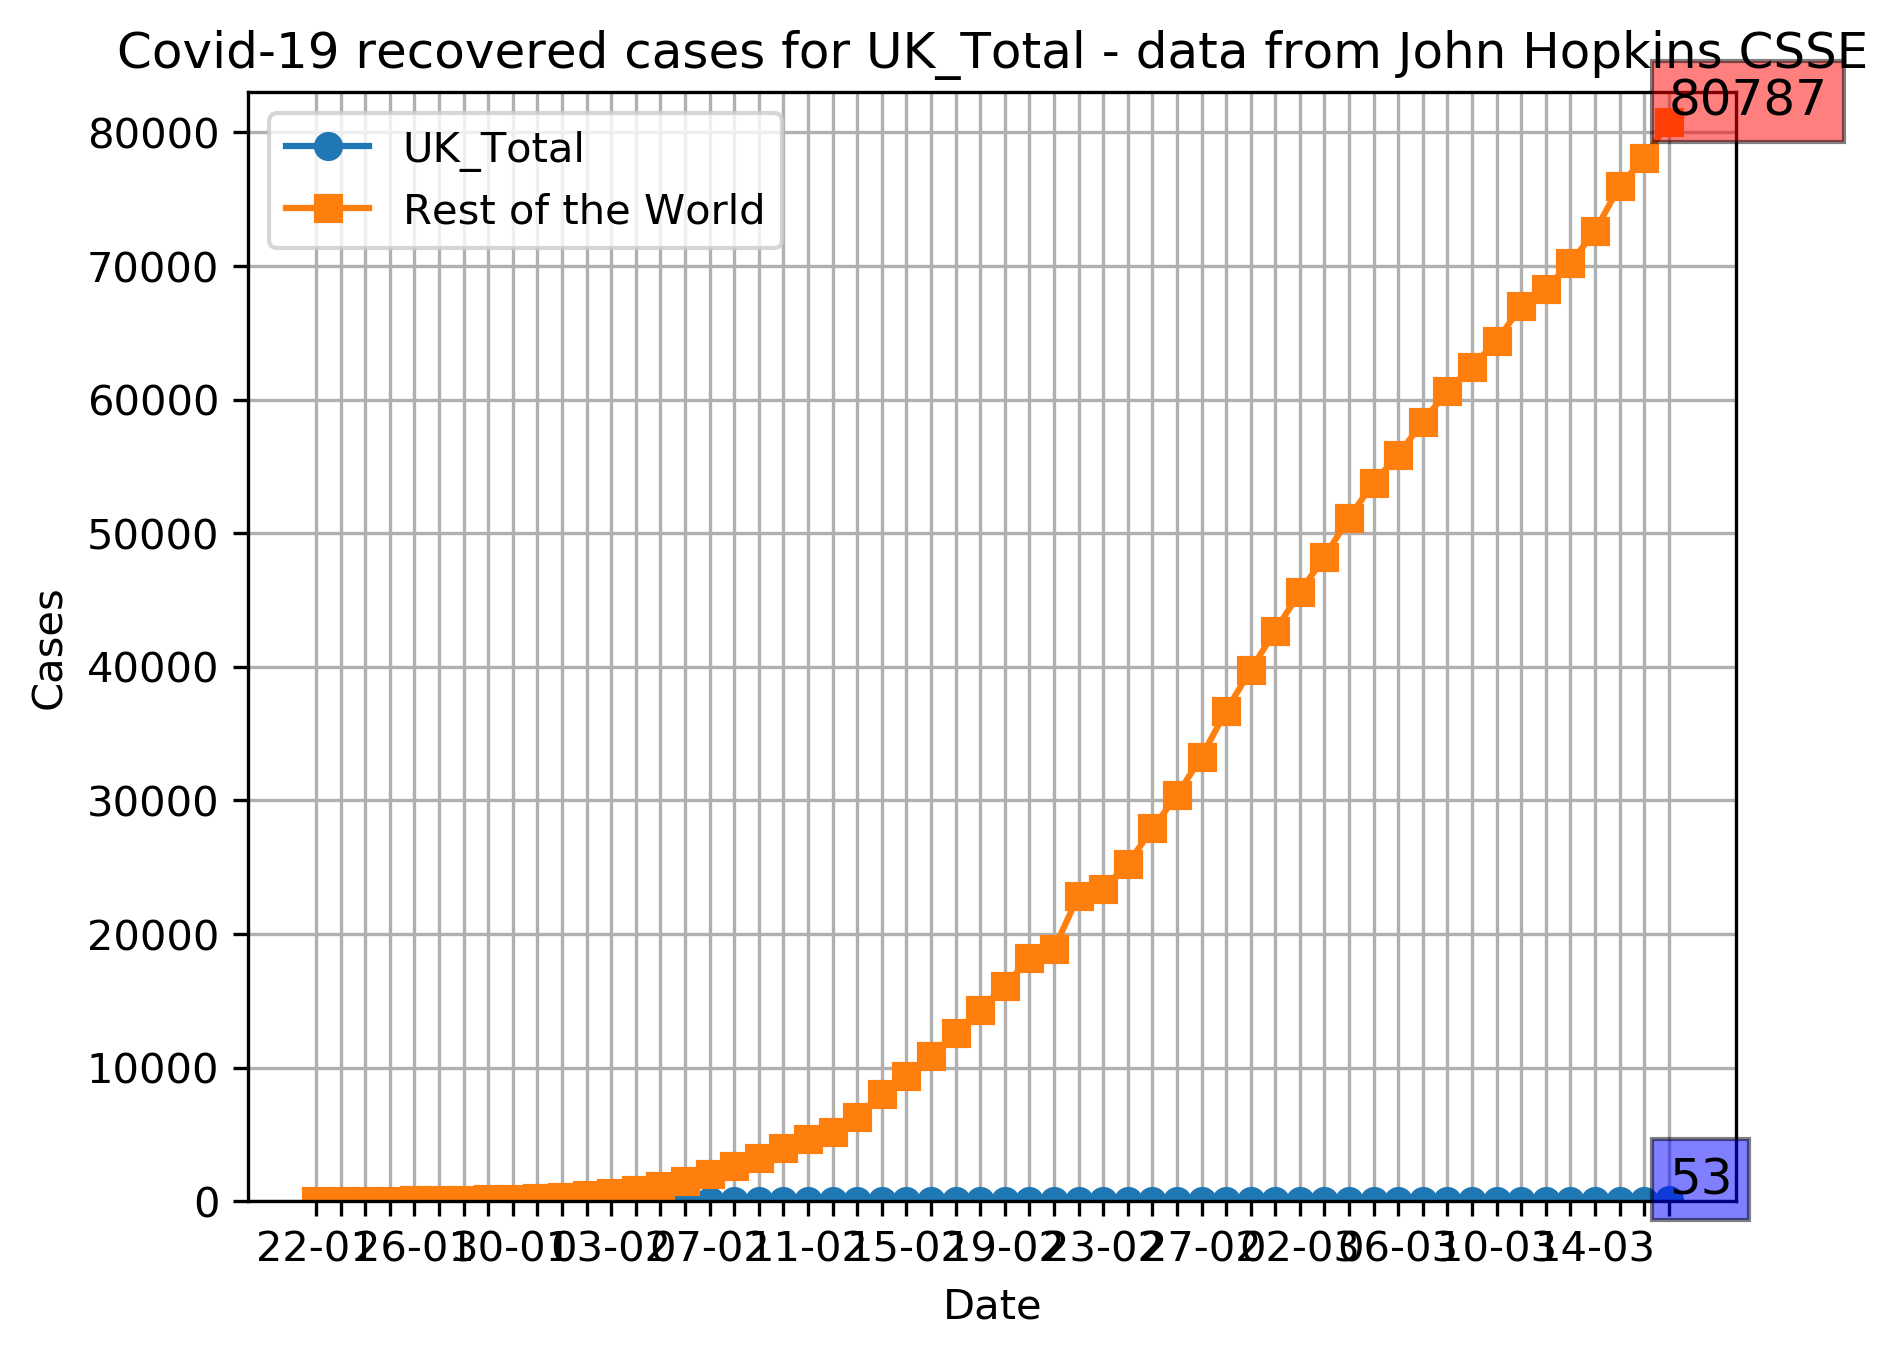 Covid-19 recovered cases for UK_Total - data from John Hopkins CSSE
80787
UK_Total
Rest of the World
80000
70000
60000
50000
40000
30000
20000
10000
0
Cases
53
22-01 26-01 30-01 03-02 07-02 11-02 15-02 19-02 23-02 27-02 02-03 06-03 10-03 14-03
Date